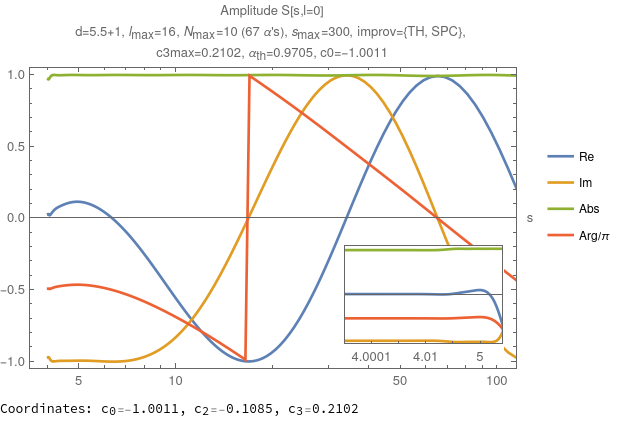 Amplitude S[s,l=0]
d=5.5+1, lmax=16, Nmax=10 (67 α's), smax=300, improv={TH, SPC},
c3max=0.2102, αth=0.9705, c0=-1.0011
1.0
0.5
0.0
-0.5
-1.0
5
10
50
100
s
Re
Im
Abs
Arg/π
4.0001
4.01
5
Coordinates: c0=-1.0011, c2=-0.1085, c3=0.2102